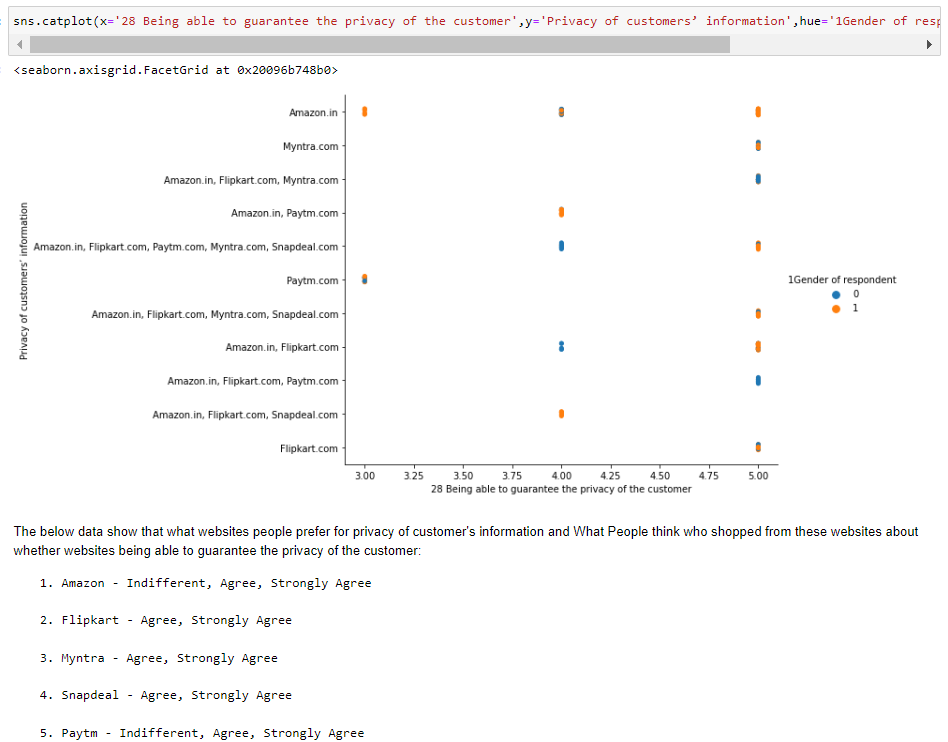 sns.catplot(x='28 Being able to guarantee the privacy of the customer',y='Privacy of customers’ information',hue='1Gender of resp
<seaborn.axisgrid.FacetGrid at 0x20096b748b0>
Amazon.in
Myntra.com
Amazon.in, Flipkart.com, Myntra.com
Amazon.in, Paytm.com
Amazon.in, Flipkart.com, Paytm.com, Myntra.com, Snapdeal.com
Paytm.com
Amazon.in, Flipkart.com, Myntra.com, Snapdeal.com
Amazon.in, Flipkart.com
Amazon.in, Flipkart.com, Paytm.com
Amazon.in, Flipkart.com, Snapdeal.com
Flipkart.com
Privacy of customers’ information
1Gender of respondent
0
1
3.00 3.25 3.50 3.75 4.00 4.25 4.50 4.75 5.00
28 Being able to guarantee the privacy of the customer
The below data show that what websites people prefer for privacy of customer's information and What People think who shopped from these websites about
whether websites being able to guarantee the privacy of the customer:
1. Amazon - Indifferent, Agree, Strongly Agree
2. Flipkart - Agree, Strongly Agree
3. Myntra - Agree, Strongly Agree
4. Snapdeal - Agree, Strongly Agree
5. Paytm - Indifferent, Agree, Strongly Agree